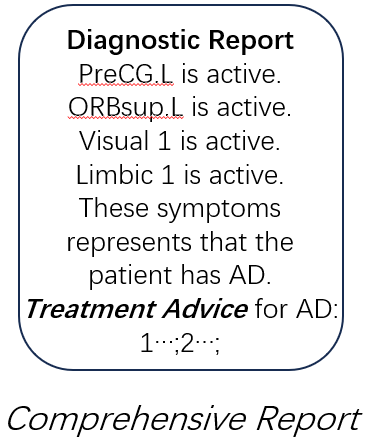 Diagnostic Report
PreCG.L is active.
ORBsup.L is active.
Visual 1 is active.
Limbic 1 is active.
These symptoms
represents that the
patient has AD.
Treatment Advice for AD:
1⋯;2⋯;
Comprehensive Report